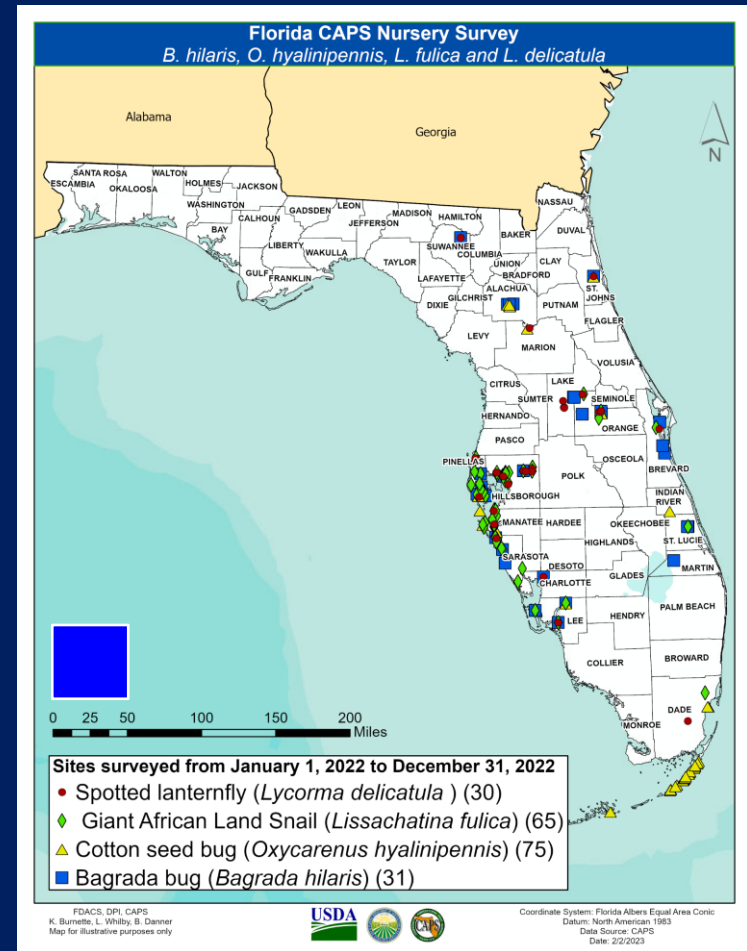 Florida CAPS Nursery Survey
B. hilaris, O. hyalinipennis, L. fulica and L. delicatula
Alabama
Georgia
N
SANTA ROSA
WALTON
ESCAMBIA
OKALOOSA
HOLMES
JACKSON
WASHINGTON
BAY
CALHOUN
GADSDEN
LEON
LIBERTY
WAKULLA
GULF
FRANKLIN
JEFFERSON
MADISON
HAMILTON
TAYLOR
SUWANNEE
COLUMBIA
LAFAYETTE
DIXIE
GILCHRIST
BAKER
NASSAU
DUVAL
UNION
BRADFORD
CLAY
ST. JOHNS
ALACHUA
PUTNAM
FLAGLER
LEVY
MARION
VOLUSIA
CITRUS
LAKE
SUMTER
SEMINOLE
HERNANDO
ORANGE
PASCO
OSCEOLA
BREVARD
PINELLAS
HILLSBOROUGH
POLK
INDIAN RIVER
MANATEE
HARDEE
OKEECHOBEE
HIGHLANDS
ST. LUCIE
SARASOTA
DESOTO
CHARLOTTE
GLADES
MARTIN
LEE
HENDRY
PALM BEACH
COLLIER
BROWARD
MONROE
DADE
0 25 50 100 150 200
Miles
Sites surveyed from January 1, 2022 to December 31, 2022
Spotted lanternfly (Lycorma delicatula ) (30)
Giant African Land Snail (Lissachatina fulica) (65)
Cotton seed bug (Oxycarenus hyalinipennis) (75)
Bagrada bug (Bagrada hilaris) (31)
FDACS, DPI, CAPS
K. Burnette, L. Whilby, B. Danner
Map for illustrative purposes only
USDA
CAPS
Coordinate System: Florida Albers Equal Area Conic
Datum: North American 1983
Data Source: CAPS
Date: 2/2/2023